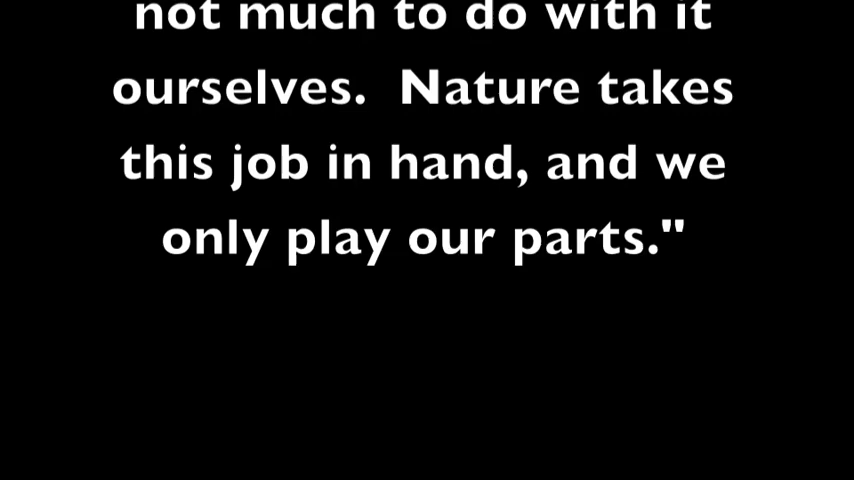 not much to do with it
ourselves.  Nature takes
this job in hand, and we
only play our parts."